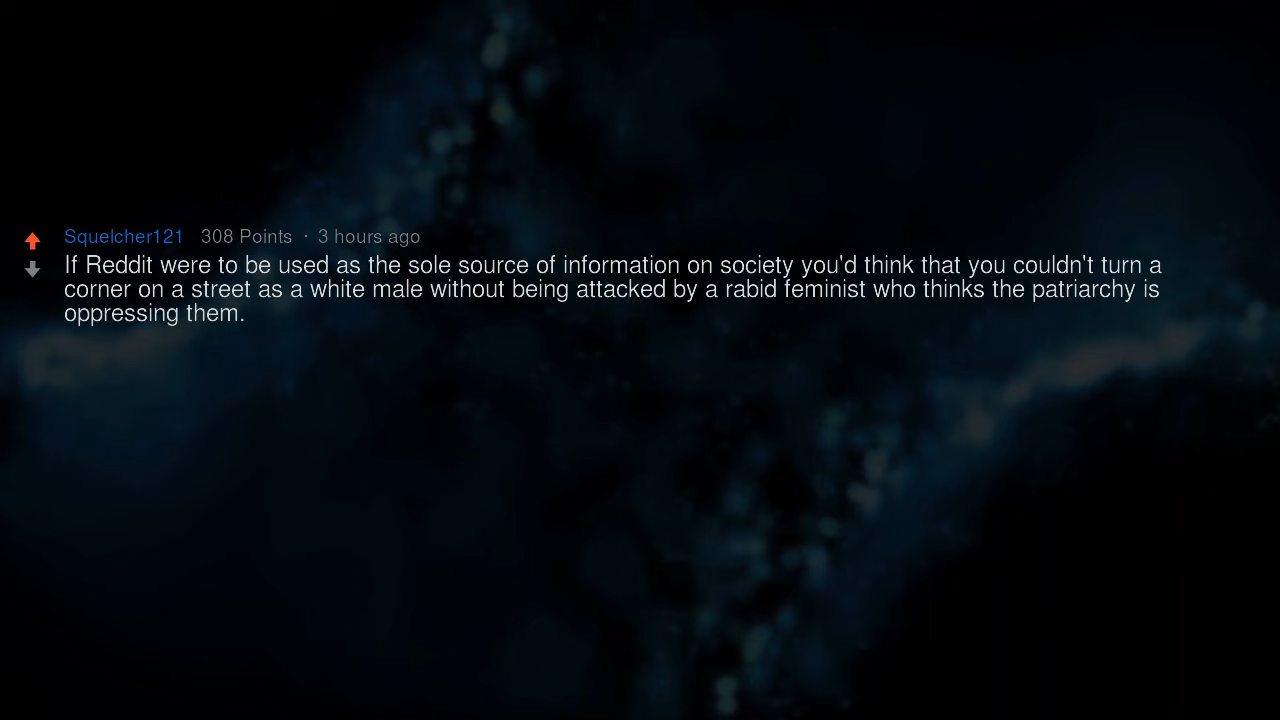 Squelcher121 308 Points · 3 hours ago
If Reddit were to be used as the sole source of information on society you'd think that you couldn't turn a
corner on a street as a white male without being attacked by a rabid feminist who thinks the patriarchy is
oppressing them.